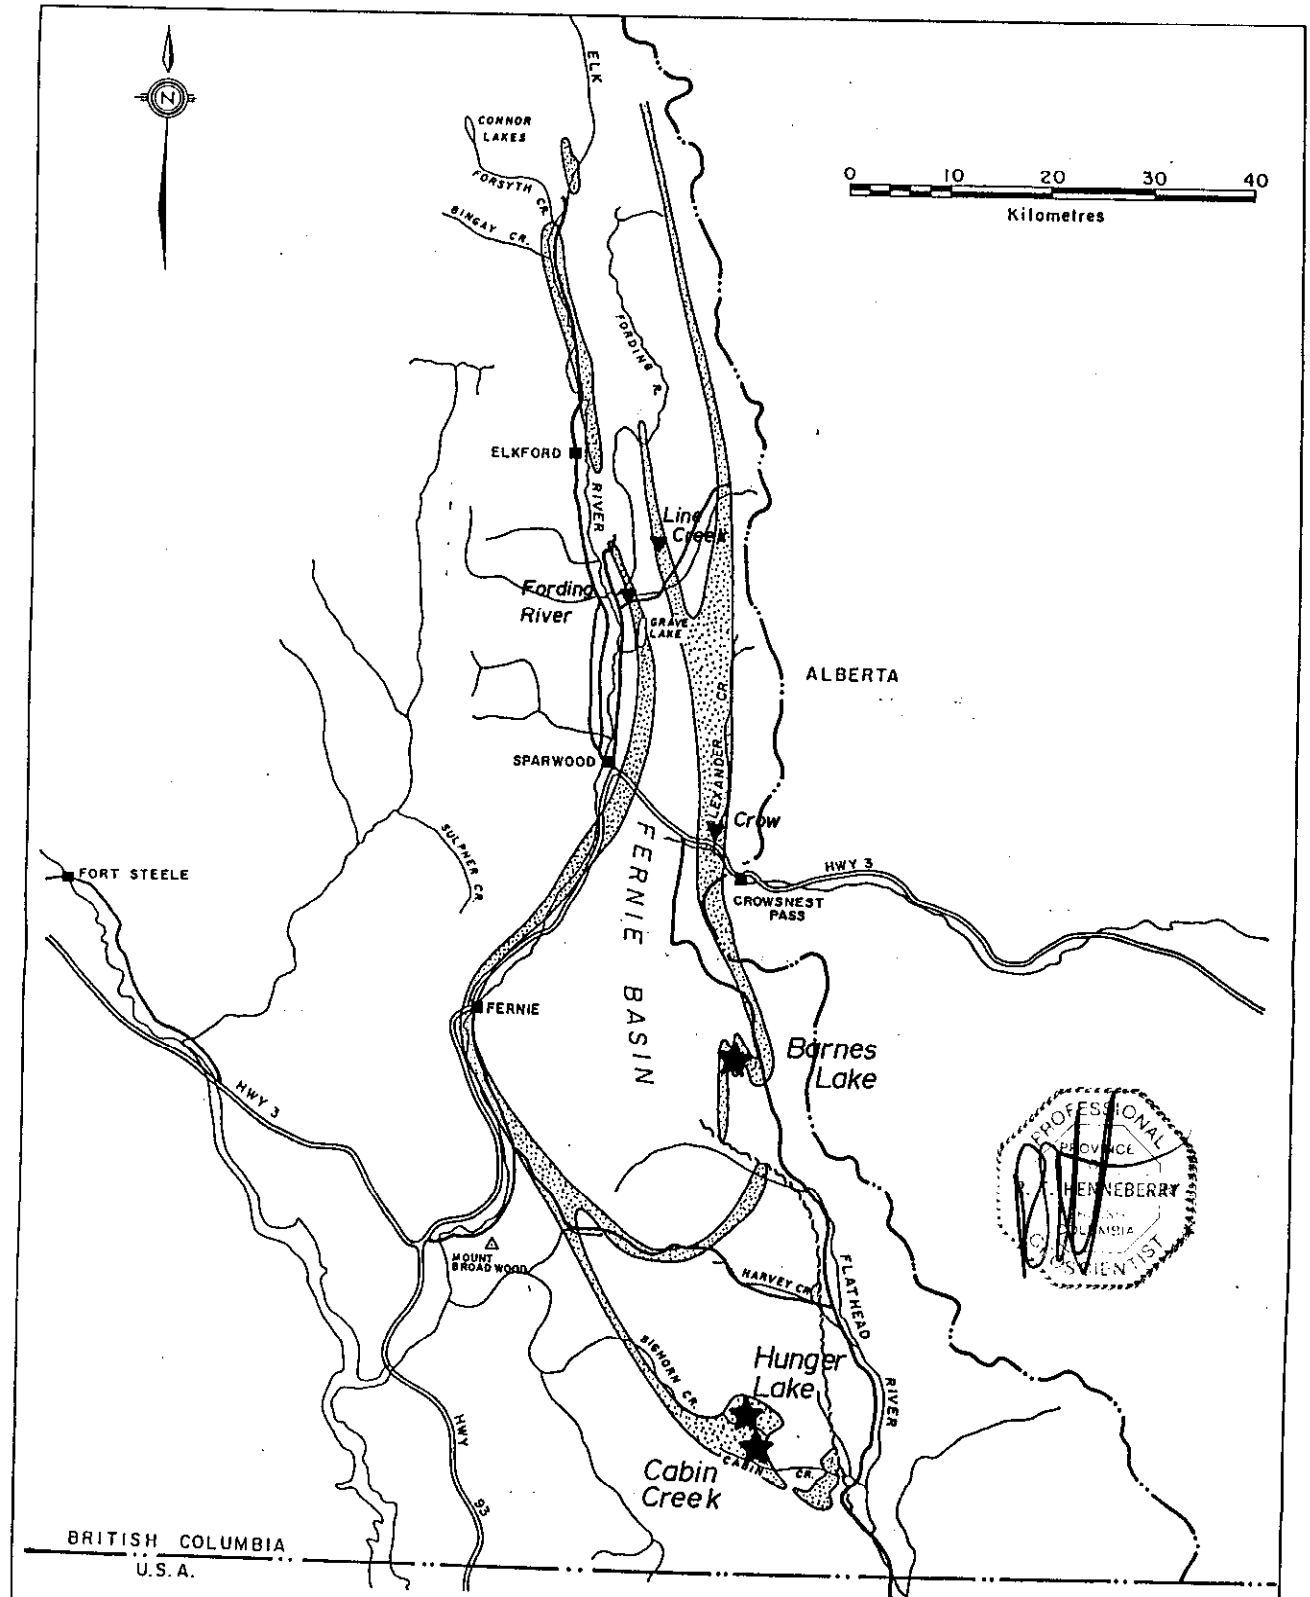 ELK
N
CONNOR
LAKES
FORSYTH CR.
BINGAY CR.
0 10 20 30 40
Kilometres
FORDING R.
ELKFORD
RIVER
Line
Creek
Fording
River
GRAVE
LAKE
ALBERTA
SPARWOOD
LEXANDER CR.
Crow
FERNIE BASIN
SULPHER CR
FORT STEELE
HWY 3
CROWSNEST
PASS
FERNIE
Barnes
Lake
HWY 3
PROFESSIONAL
PROVINCE
HENNEBERRY
COLUMBIA
MOUNT
BROADWOOD
HARVEY CR.
FLATHEAD
RIVER
BIGHORN CR.
Hunger
Lake
HWY
93
CABIN CR.
Cabin
Creek
BRITISH COLUMBIA
U.S.A.